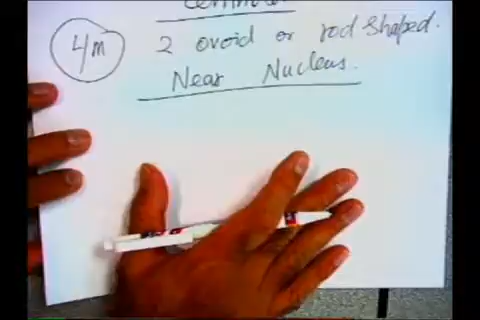 4m
2 ovoid or rod shaped.
Near Nucleus.